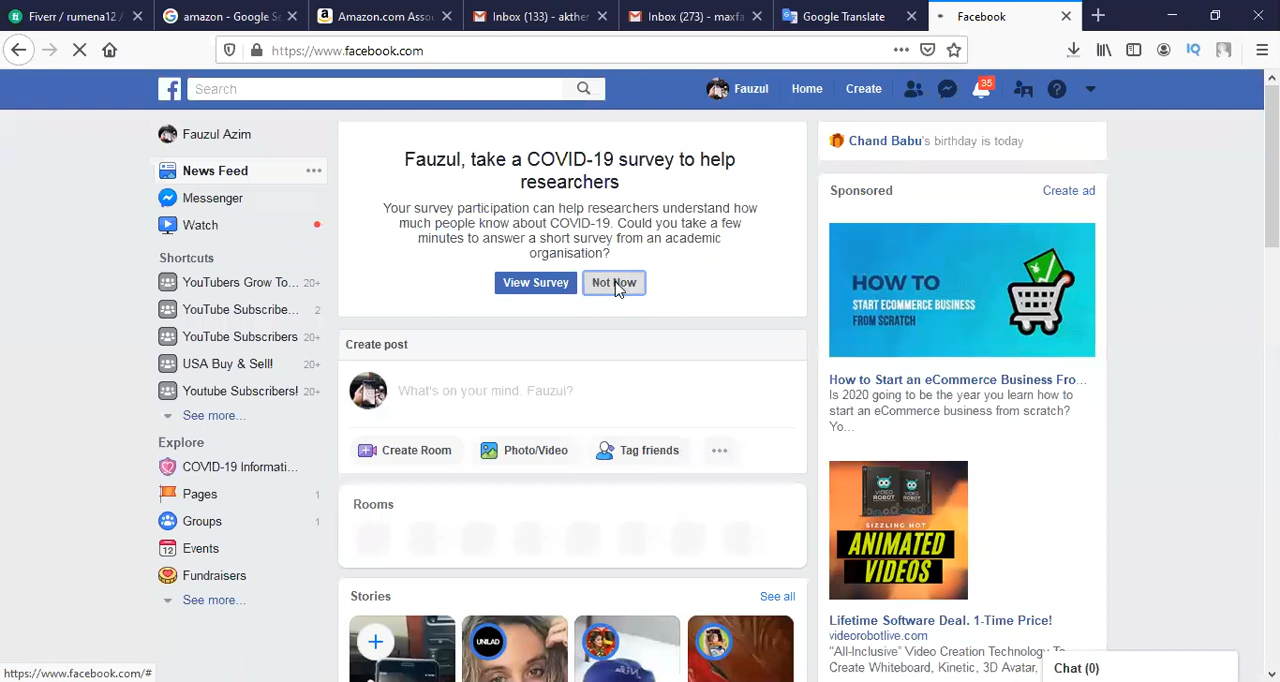 Fiverr / rumena12 /
amazon - Google Se
Amazon.com Asso
Inbox (133) - akther
Inbox (273) - maxfa
Google Translate
Facebook
https://www.facebook.com
Search
Fauzul
Home
Create
35
Fauzul Azim
News Feed
Messenger
Watch
Shortcuts
YouTubers Grow To... 20+
YouTube Subscribe... 2
YouTube Subscribers 20+
USA Buy & Sell! 20+
Youtube Subscribers! 20+
See more...
Explore
COVID-19 Informati...
Pages 1
Groups 1
12 Events
Fundraisers
See more...
Fauzul, take a COVID-19 survey to help
researchers
Your survey participation can help researchers understand how
much people know about COVID-19. Could you take a few
minutes to answer a short survey from an academic
organisation?
View Survey
Not Now
Create post
What's on your mind, Fauzul?
Create Room
Photo/Video
Tag friends
Rooms
Stories
See all
UNILAD
Chand Babu's birthday is today
Sponsored
Create ad
HOW TO
START ECOMMERCE BUSINESS
FROM SCRATCH
How to Start an eCommerce Business Fro...
Is 2020 going to be the year you learn how to
start an eCommerce business from scratch?
Yo...
VIDEO ROBOT
SIZZLING HOT
ANIMATED
VIDEOS
Lifetime Software Deal. 1-Time Price!
videorobotlive.com
"All-Inclusive" Video Creation Technology To
Create Whiteboard, Kinetic, 3D Avatar,
Chat (0)
https://www.facebook.com/#